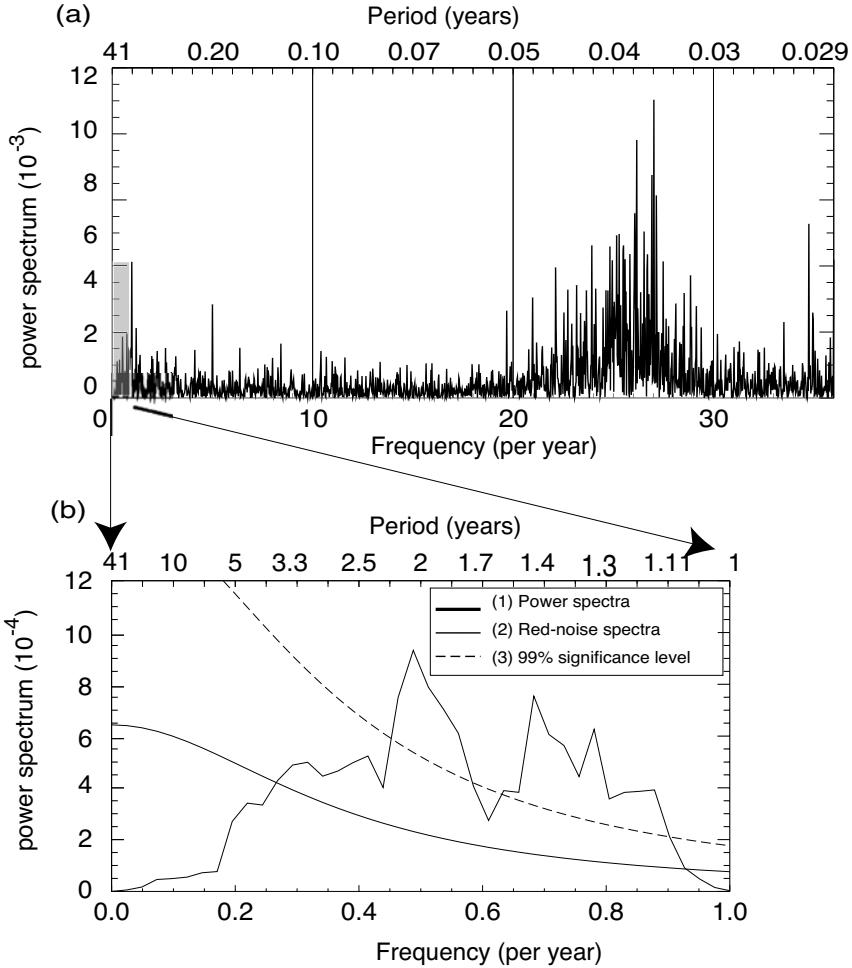 (a)
Period (years)
41 0.20 0.10 0.07 0.05 0.04 0.03 0.029
12
10
8
6
4
2
0
power spectrum (10-3)
0 10 20 30
Frequency (per year)
(b)
Period (years)
41 10 5 3.3 2.5 2 1.7 1.4 1.3 1.11 1
12
10
8
6
4
2
0
power spectrum (10-4)
(1) Power spectra
(2) Red-noise spectra
(3) 99% significance level
0.0 0.2 0.4 0.6 0.8 1.0
Frequency (per year)